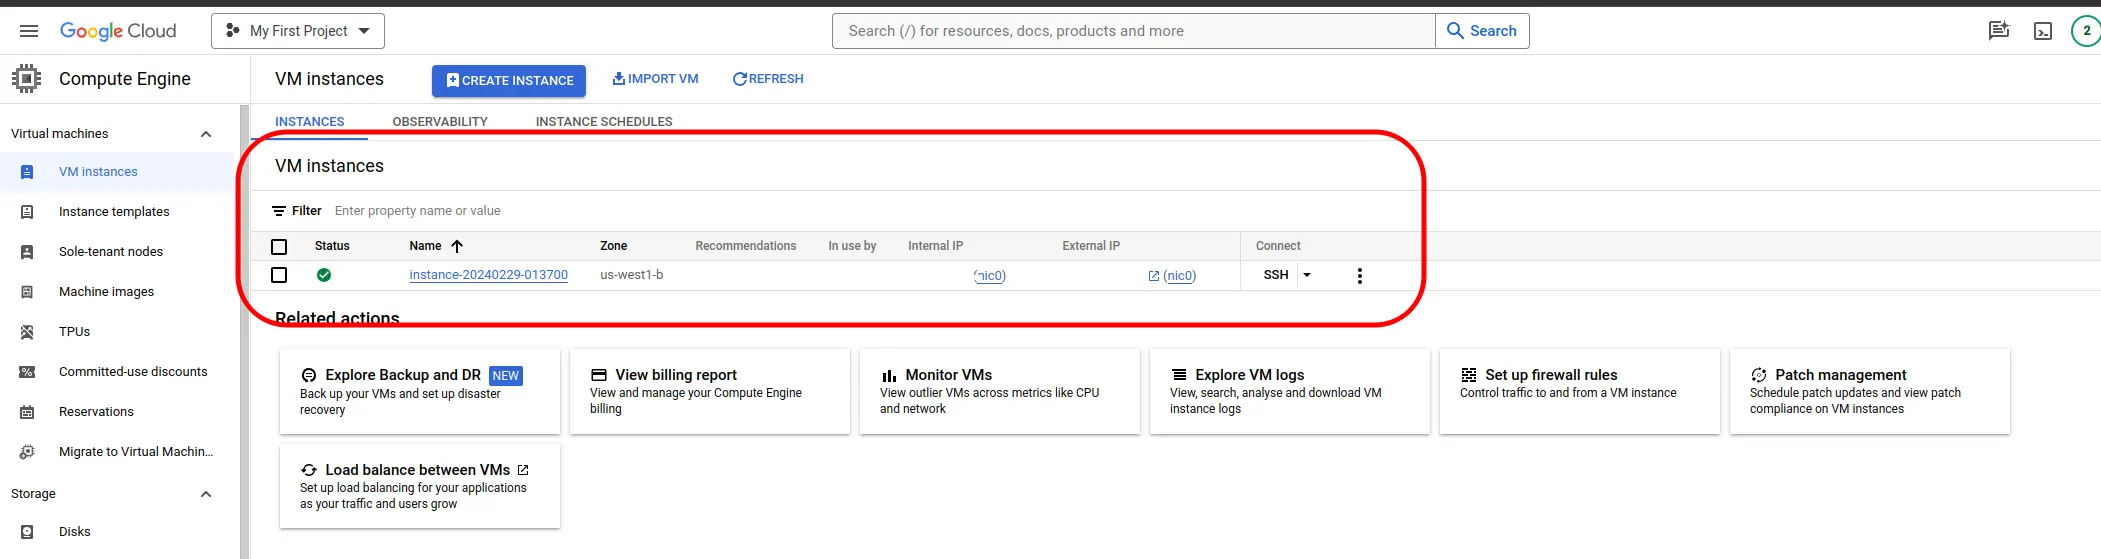 Google Cloud My First Project Search (/) for resources, docs, products and more Search 2
Compute Engine VM instances CREATE INSTANCE IMPORT VM REFRESH
INSTANCES OBSERVABILITY INSTANCE SCHEDULES
Virtual machines
VM instances
Instance templates
Sole-tenant nodes
Machine images
TPUs
Committed-use discounts
Reservations
Migrate to Virtual Machin...
Storage
Disks
VM instances
Filter Enter property name or value
Status Name Zone Recommendations In use by Internal IP External IP Connect
instance-20240229-013700 us-west1-b (nic0) (nic0) SSH
Related actions
Explore Backup and DR NEW
Back up your VMs and set up disaster
recovery
View billing report
View and manage your Compute Engine
billing
Monitor VMs
View outlier VMs across metrics like CPU
and network
Explore VM logs
View, search, analyse and download VM
instance logs
Set up firewall rules
Control traffic to and from a VM instance
Patch management
Schedule patch updates and view patch
compliance on VM instances
Load balance between VMs
Set up load balancing for your applications
as your traffic and users grow